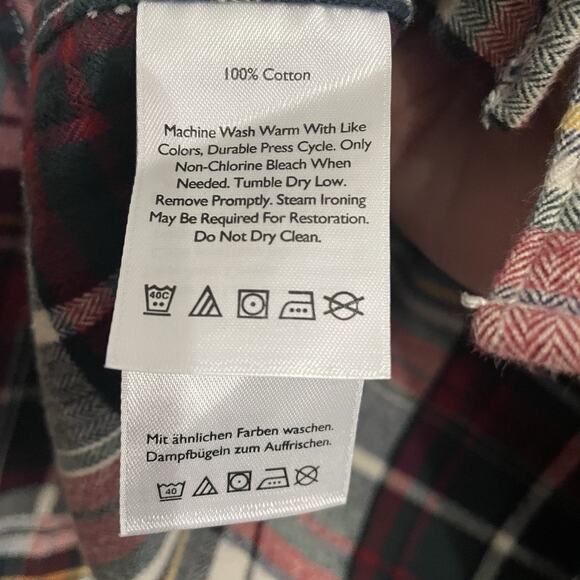 100% Cotton
Machine Wash Warm With Like
Colors, Durable Press Cycle. Only
Non-Chlorine Bleach When
Needed. Tumble Dry Low.
Remove Promptly. Steam Ironing
May Be Required For Restoration.
Do Not Dry Clean.
40C
Mit ähnlichen Farben waschen.
Dampfbügeln zum Auffrischen.
40